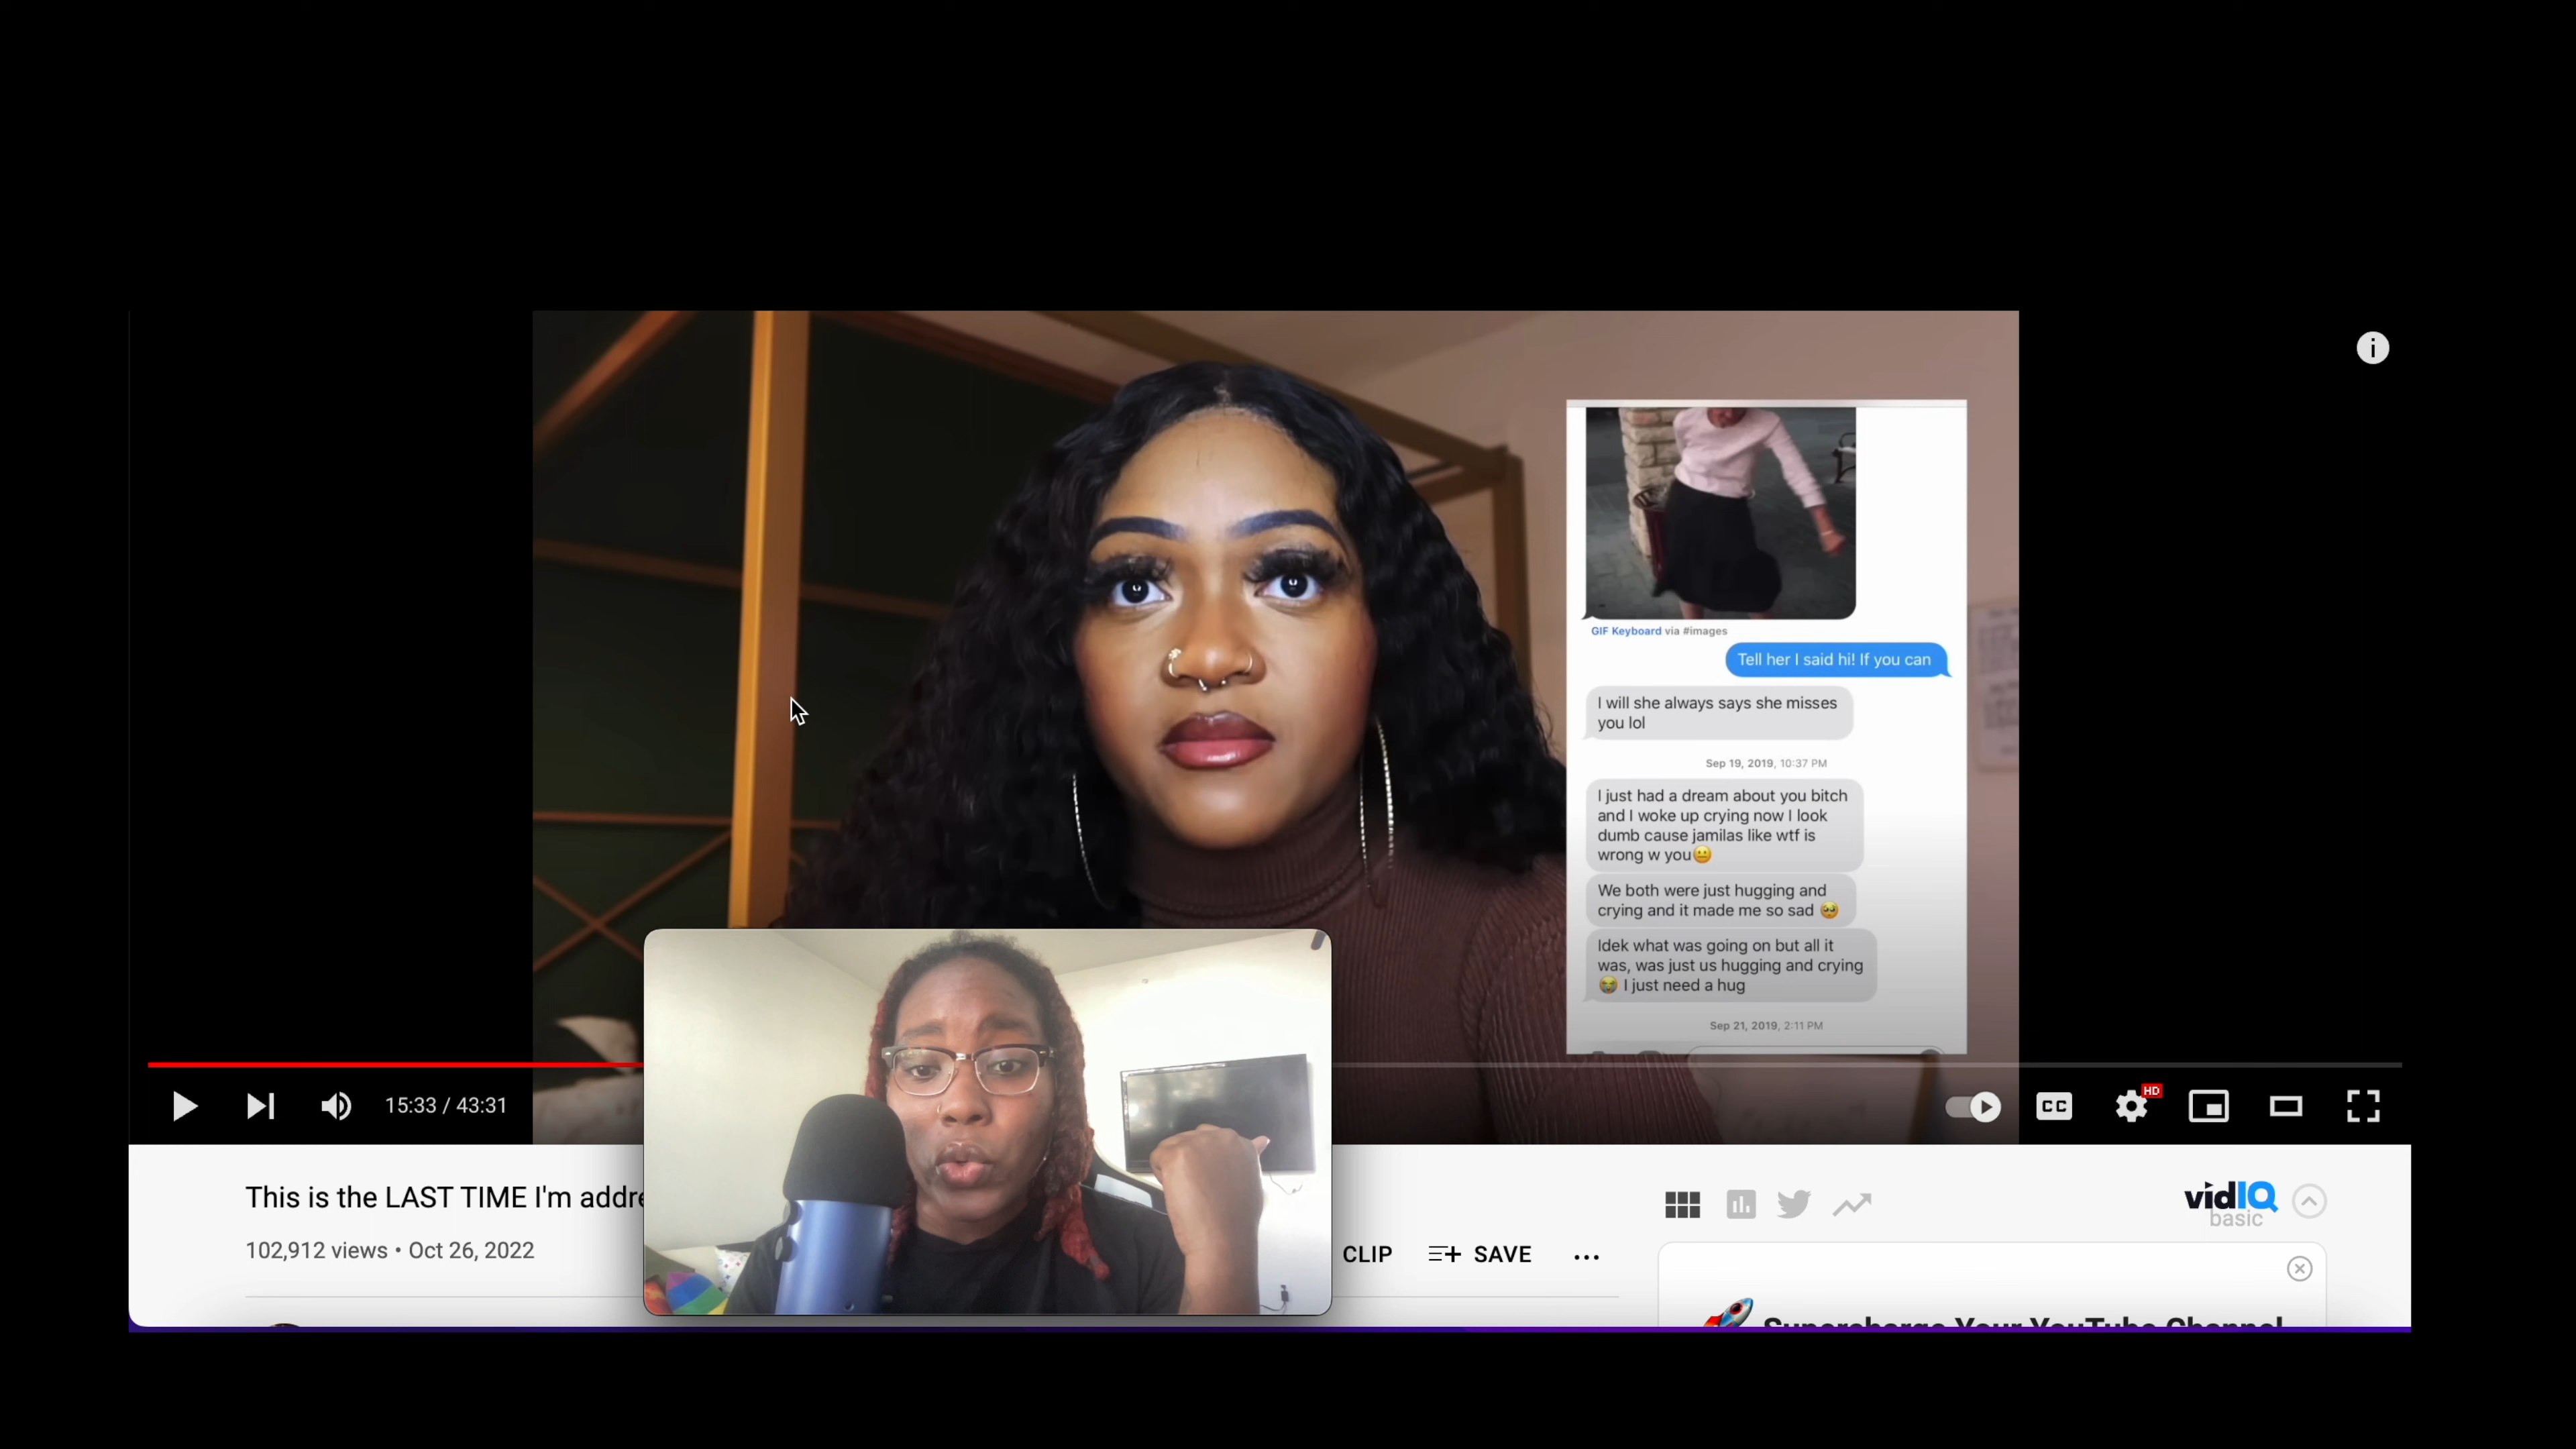 GIF Keyboard via #images
Tell her I said hi! If you can
I will she always says she misses
you lol
Sep 19, 2019, 10:37 PM
I just had a dream about you bitch
and I woke up crying now I look
dumb cause jamilas like wtf is
wrong w you😐
We both were just hugging and
crying and it made me so sad 🥺
Idek what was going on but all it
was, was just us hugging and crying
😭 I just need a hug
Sep 21, 2019, 2:11 PM
15:33 / 43:31
CC
HD
This is the LAST TIME I'm addre
102,912 views • Oct 26, 2022
CLIP
SAVE
vidIQ
basic
Supercharge Your YouTube Channel